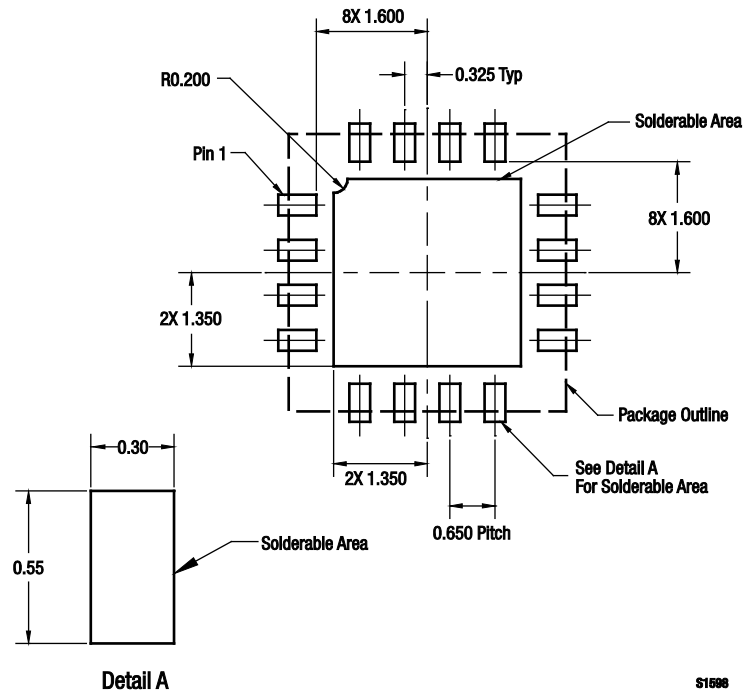 8X 1.600
0.325 Typ
R0.200
Solderable Area
Pin 1
8X 1.600
2X 1.350
Package Outline
2X 1.350
See Detail A
For Solderable Area
0.650 Pitch
0.30
0.55
Solderable Area
Detail A
S1598